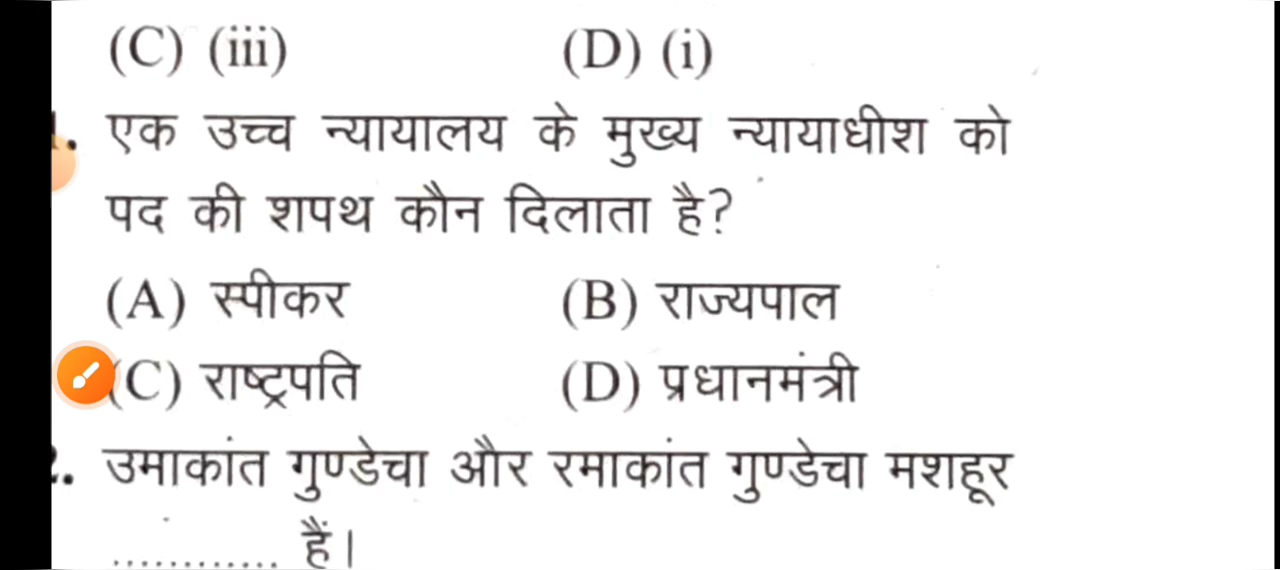 (C) (iii) (D) (i)
. एक उच्च न्यायालय के मुख्य न्यायाधीश को
पद की शपथ कौन दिलाता है?
(A) स्पीकर (B) राज्यपाल
(C) राष्ट्रपति (D) प्रधानमंत्री
. उमाकांत गुण्डेचा और रमाकांत गुण्डेचा मशहूर
............ हैं।